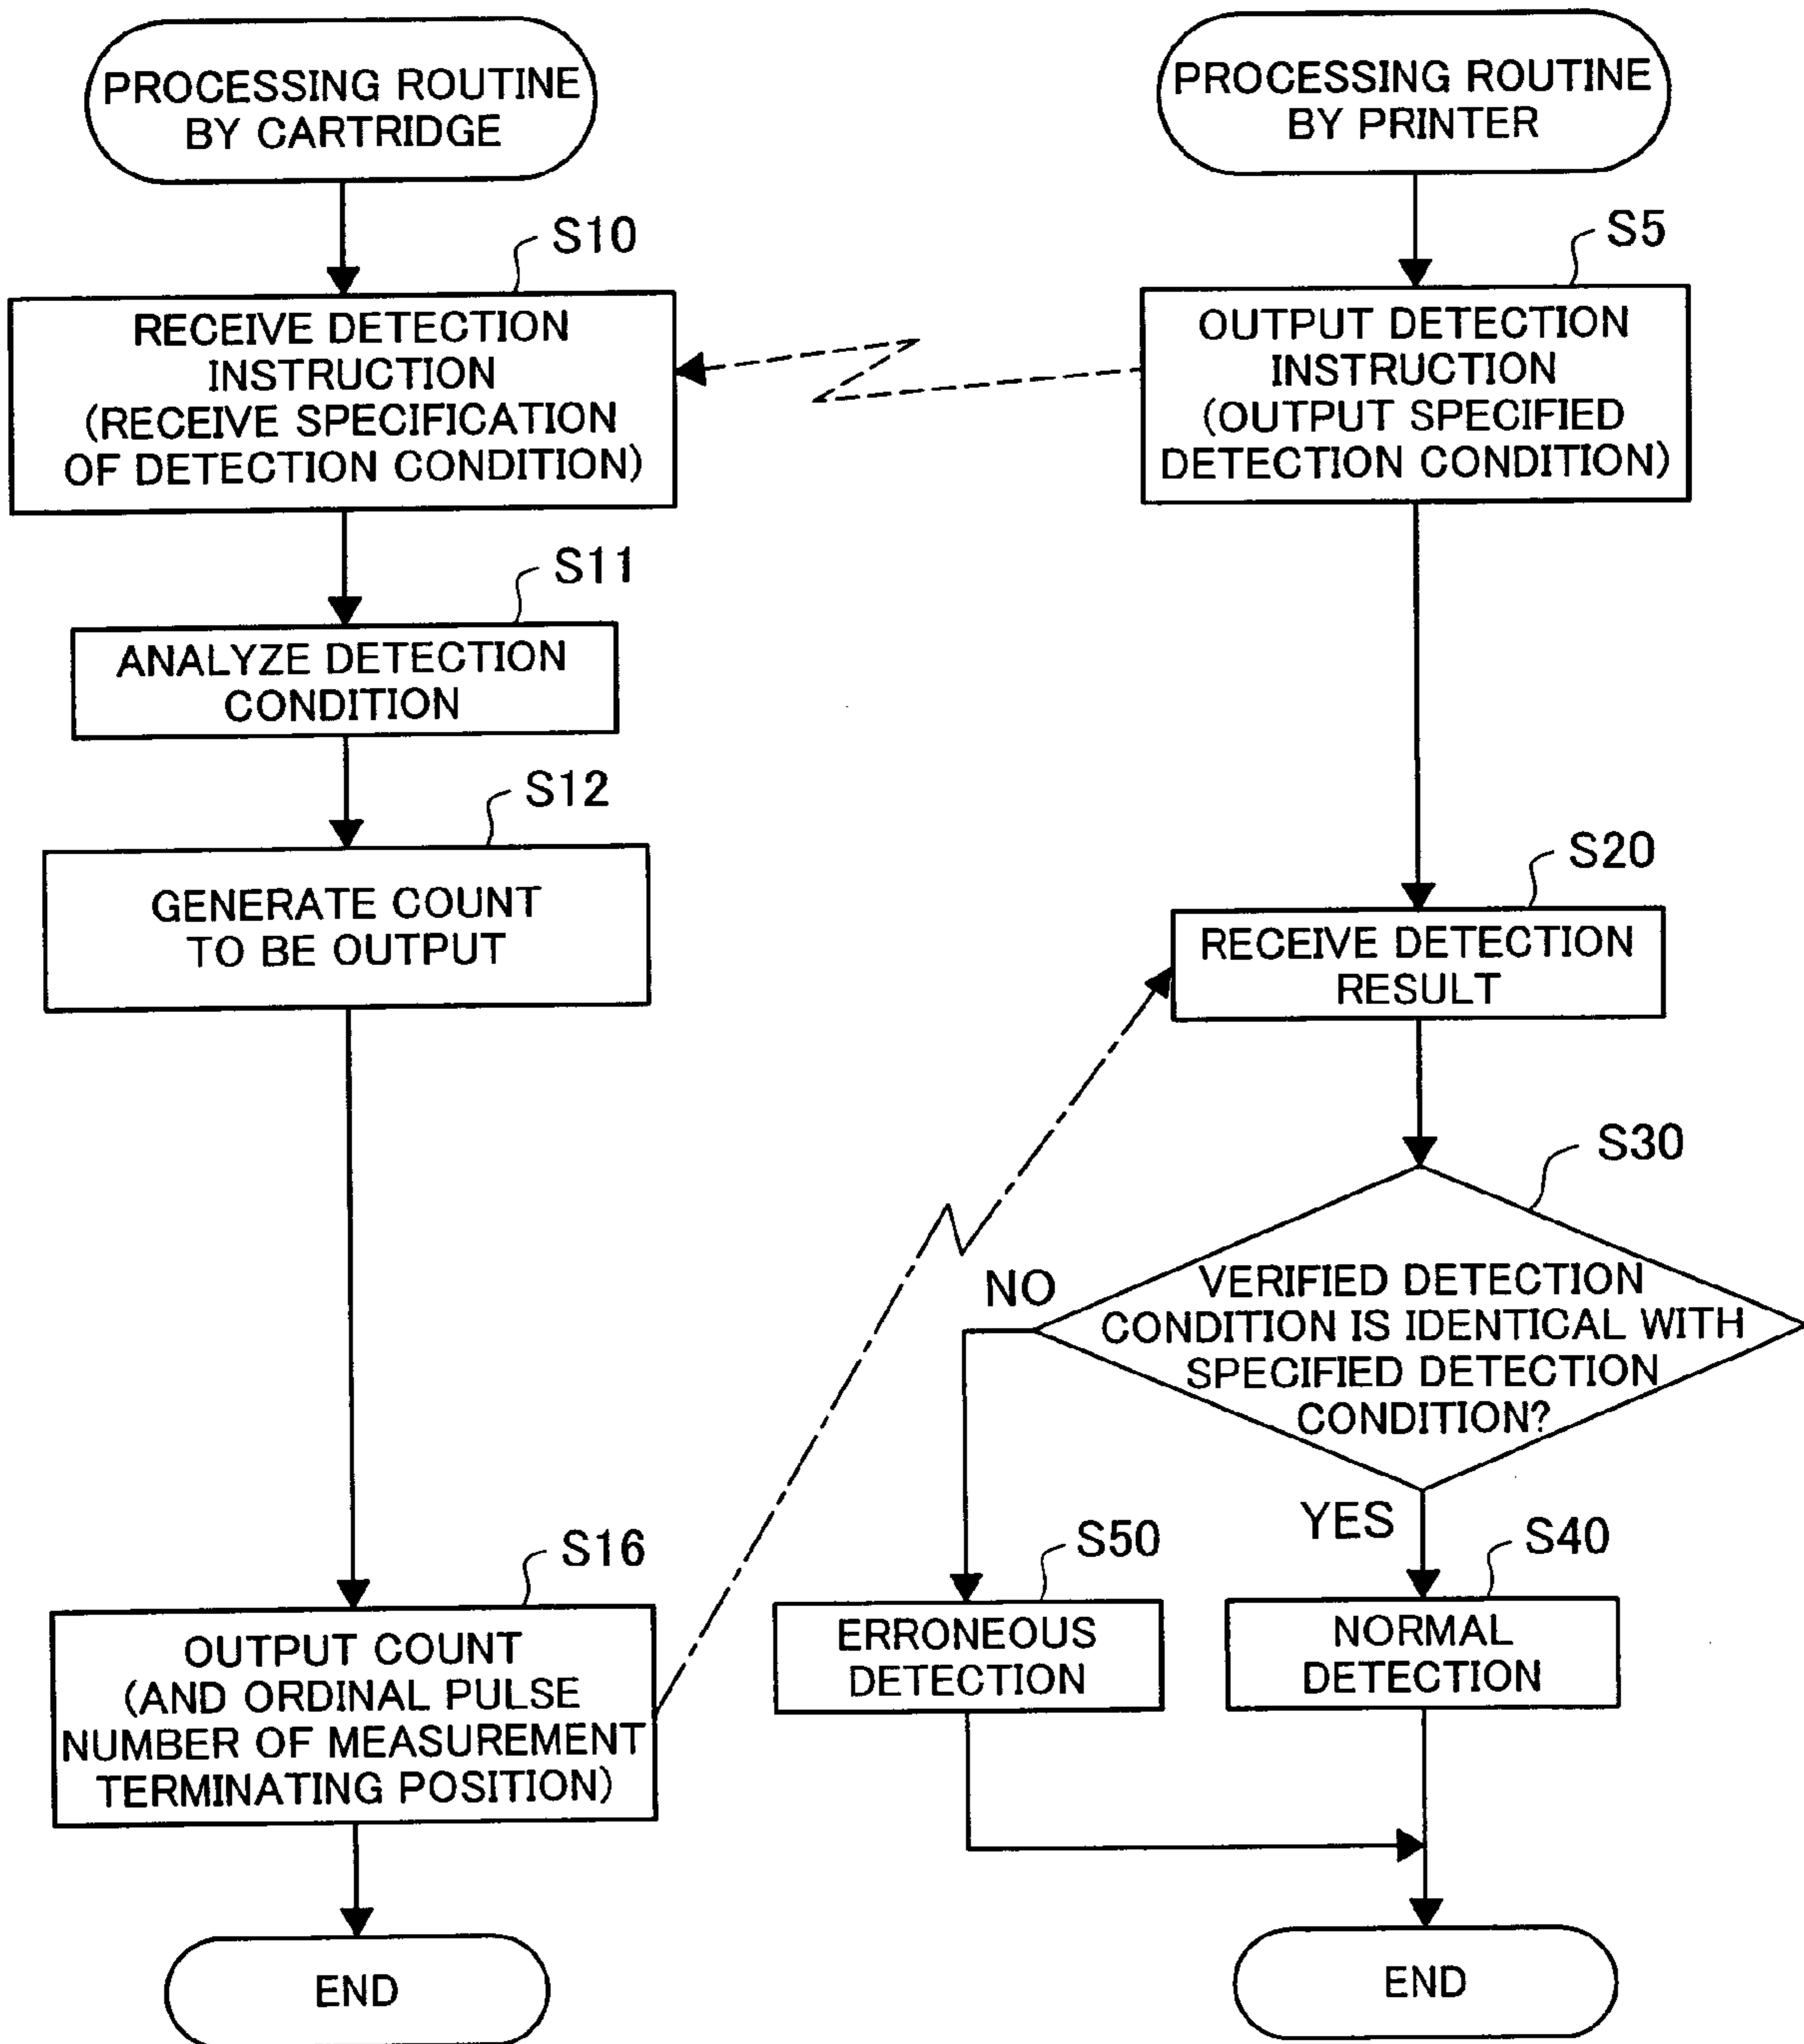 PROCESSING ROUTINE
BY CARTRIDGE
S10
RECEIVE DETECTION
INSTRUCTION
(RECEIVE SPECIFICATION
OF DETECTION CONDITION)
S11
ANALYZE DETECTION
CONDITION
S12
GENERATE COUNT
TO BE OUTPUT
S16
OUTPUT COUNT
(AND ORDINAL PULSE
NUMBER OF MEASUREMENT
TERMINATING POSITION)
END
PROCESSING ROUTINE
BY PRINTER
S5
OUTPUT DETECTION
INSTRUCTION
(OUTPUT SPECIFIED
DETECTION CONDITION)
S20
RECEIVE DETECTION
RESULT
S30
VERIFIED DETECTION
CONDITION IS IDENTICAL WITH
SPECIFIED DETECTION
CONDITION?
NO
YES
S50
ERRONEOUS
DETECTION
S40
NORMAL
DETECTION
END